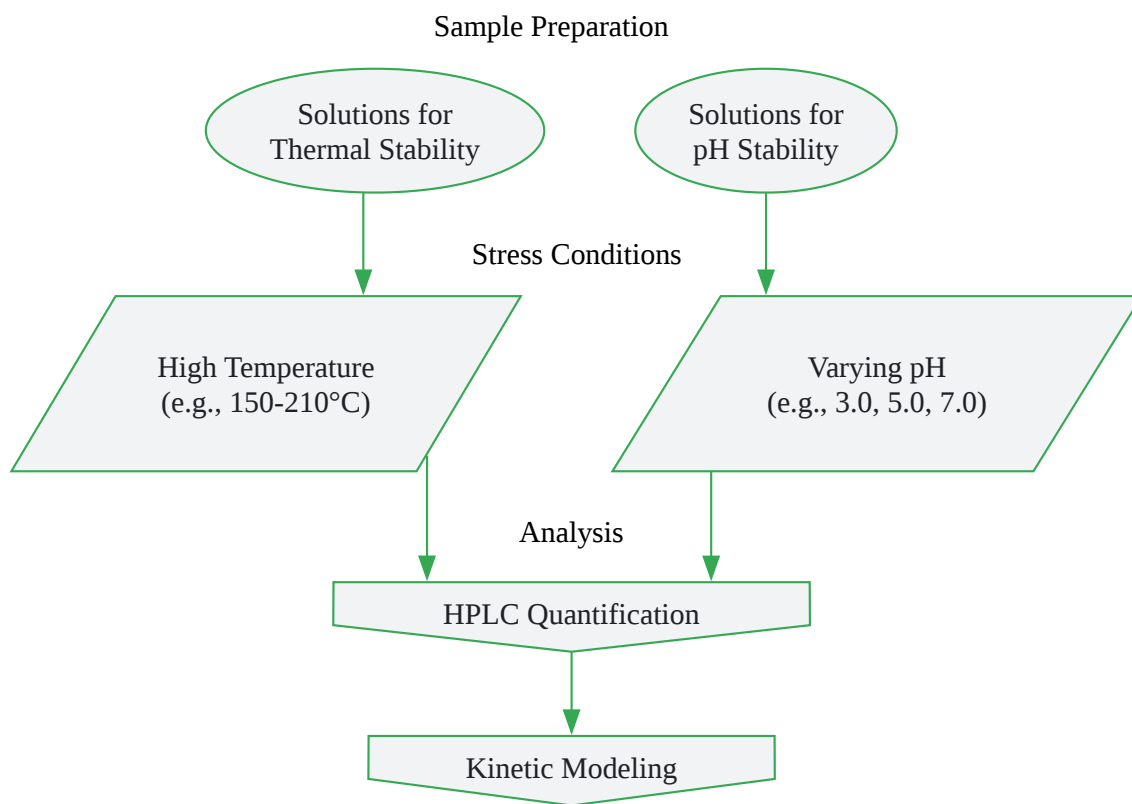 Sample Preparation
Solutions for
Thermal Stability
Solutions for
pH Stability
Stress Conditions
High Temperature
(e.g., 150-210°C)
Varying pH
(e.g., 3.0, 5.0, 7.0)
Analysis
HPLC Quantification
Kinetic Modeling